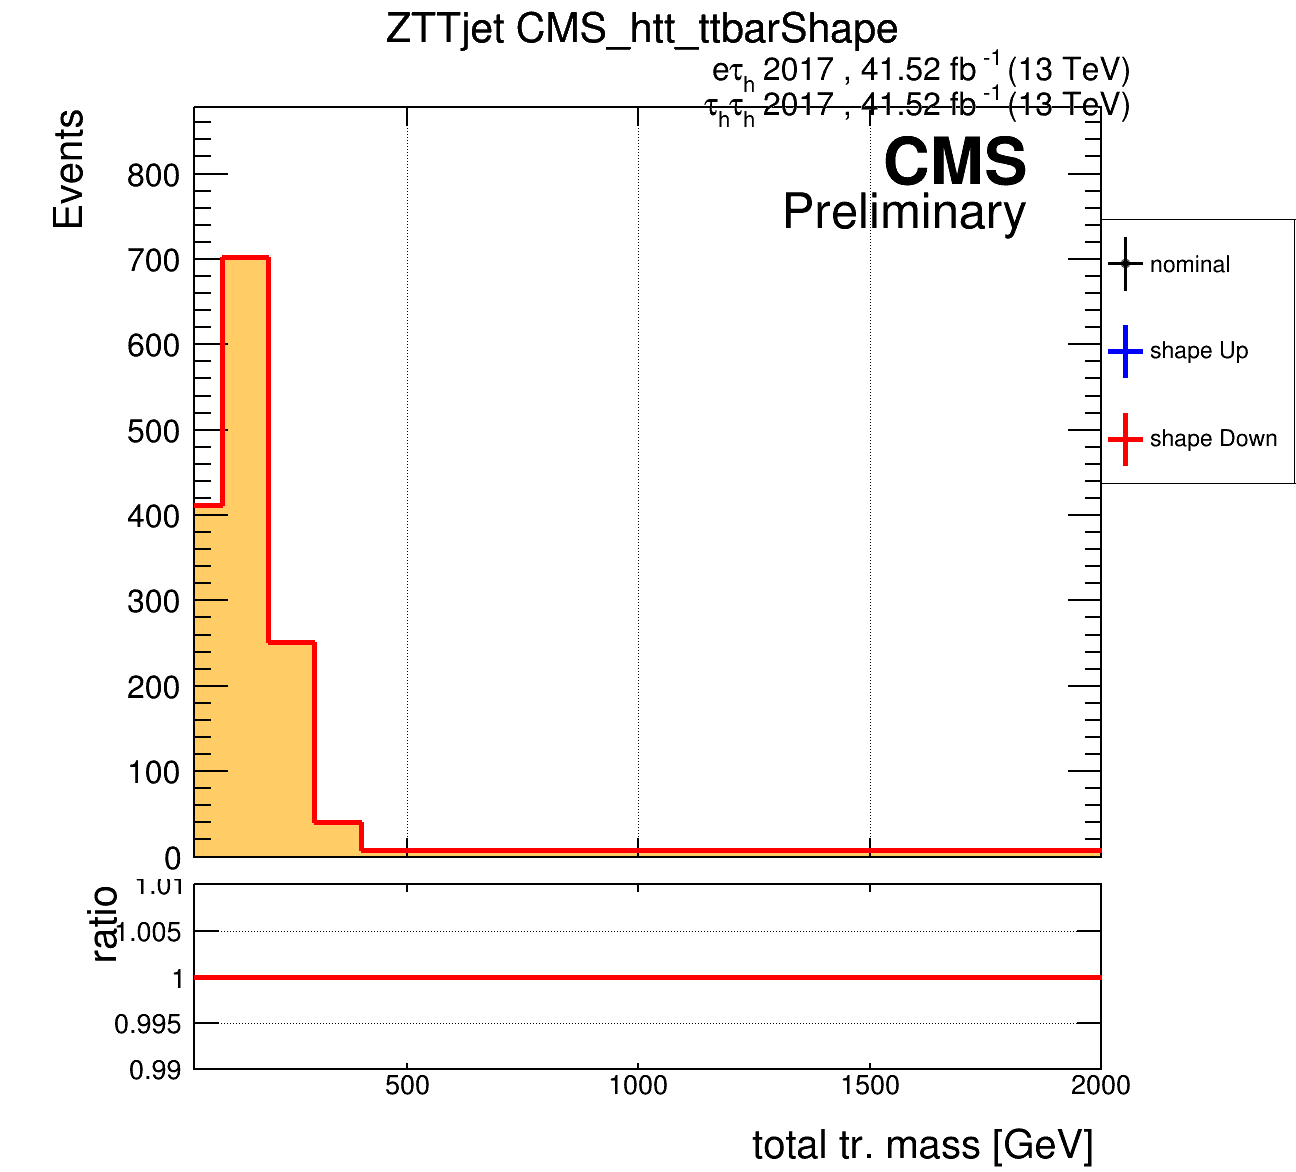 ZTTjet CMS_htt_ttbarShape
eτh 2017 , 41.52 fb -1 (13 TeV)
τhτh 2017 , 41.52 fb -1 (13 TeV)
CMS
Preliminary
Events
800
700
600
500
400
300
200
100
0
nominal
shape Up
shape Down
ratio
1.01
1.005
1
0.995
0.99
500 1000 1500 2000
total tr. mass [GeV]